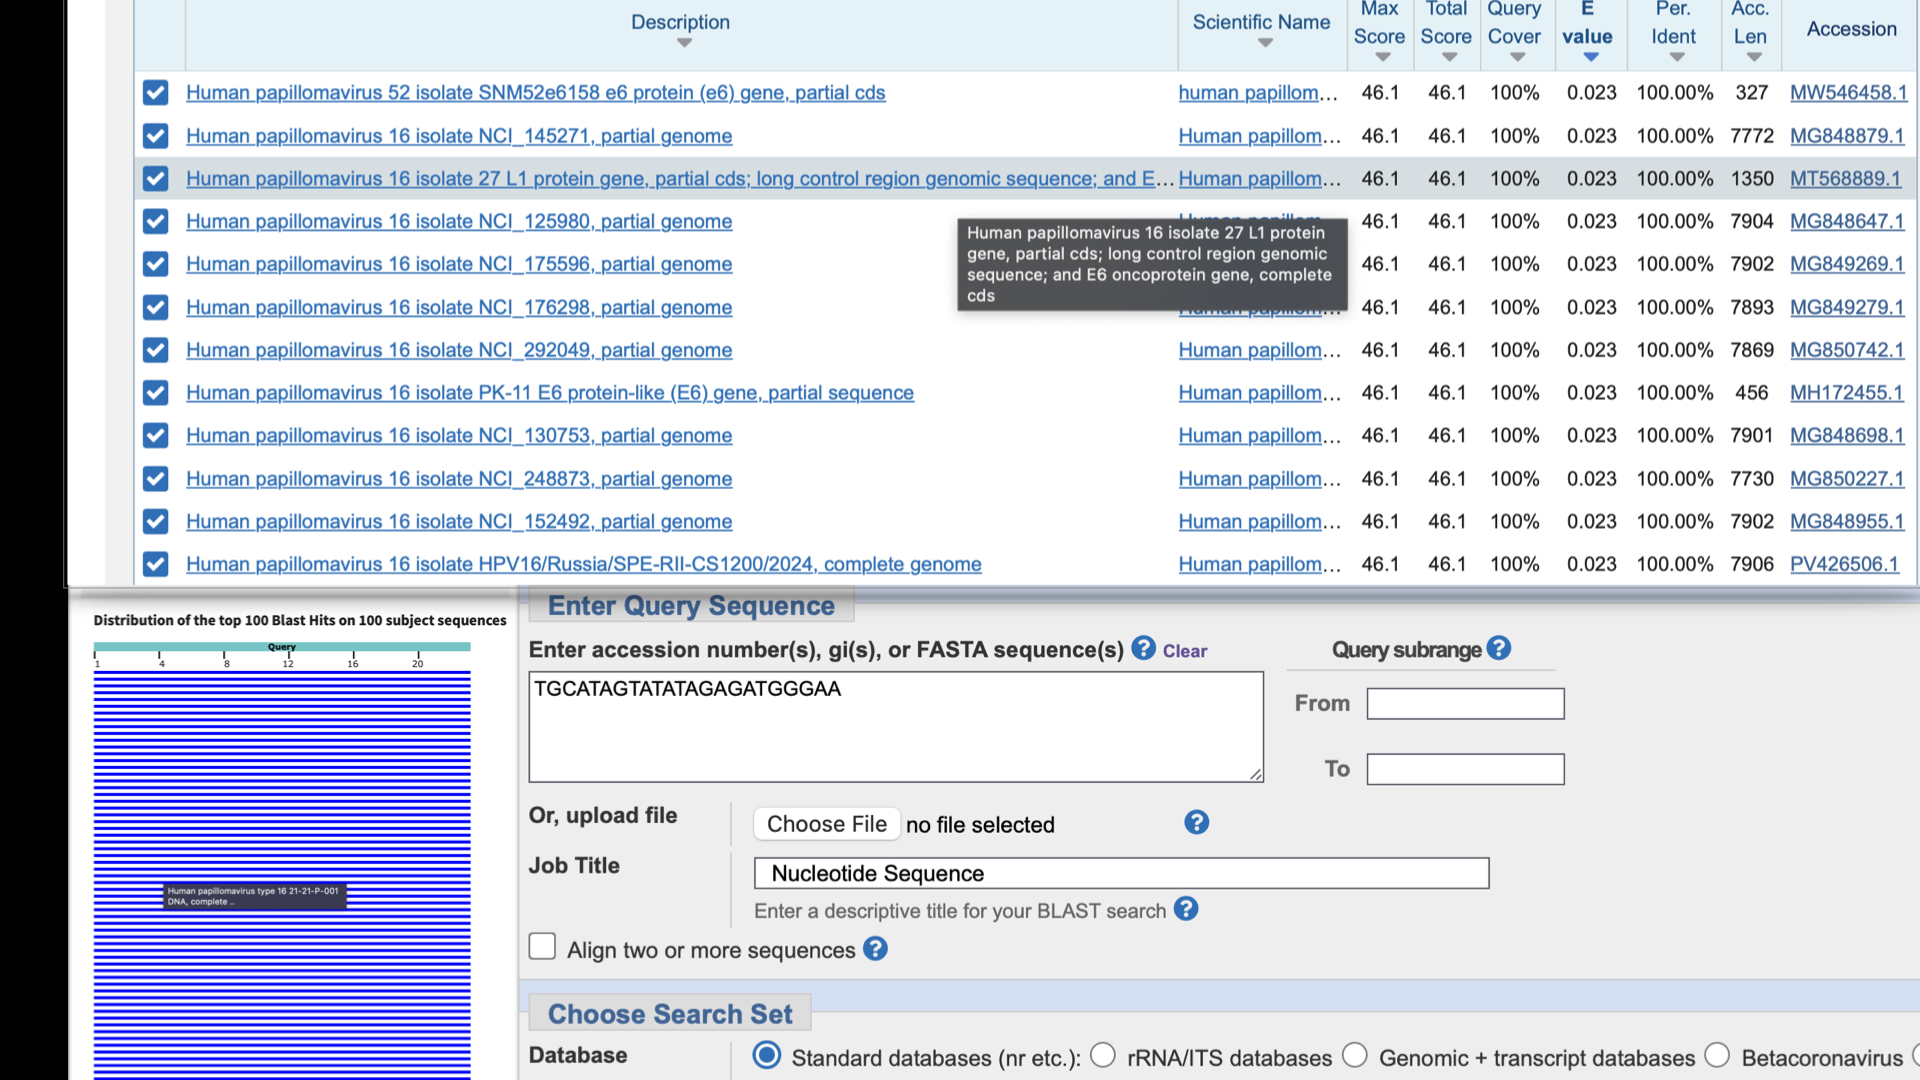 Description
Scientific Name
Max Score
Total Score
Query Cover
E value
Per. Ident
Acc. Len
Accession
Human papillomavirus 52 isolate SNM52e6158 e6 protein (e6) gene, partial cds human papillom... 46.1 46.1 100% 0.023 100.00% 327 MW546458.1
Human papillomavirus 16 isolate NCI_145271, partial genome Human papillom... 46.1 46.1 100% 0.023 100.00% 7772 MG848879.1
Human papillomavirus 16 isolate 27 L1 protein gene, partial cds; long control region genomic sequence; and E... Human papillom... 46.1 46.1 100% 0.023 100.00% 1350 MT568889.1
Human papillomavirus 16 isolate NCI_125980, partial genome 46.1 46.1 100% 0.023 100.00% 7904 MG848647.1
Human papillomavirus 16 isolate 27 L1 protein
gene, partial cds; long control region genomic
sequence; and E6 oncoprotein gene, complete
cds
Human papillomavirus 16 isolate NCI_175596, partial genome 46.1 46.1 100% 0.023 100.00% 7902 MG849269.1
Human papillomavirus 16 isolate NCI_176298, partial genome 46.1 46.1 100% 0.023 100.00% 7893 MG849279.1
Human papillomavirus 16 isolate NCI_292049, partial genome Human papillom... 46.1 46.1 100% 0.023 100.00% 7869 MG850742.1
Human papillomavirus 16 isolate PK-11 E6 protein-like (E6) gene, partial sequence Human papillom... 46.1 46.1 100% 0.023 100.00% 456 MH172455.1
Human papillomavirus 16 isolate NCI_130753, partial genome Human papillom... 46.1 46.1 100% 0.023 100.00% 7901 MG848698.1
Human papillomavirus 16 isolate NCI_248873, partial genome Human papillom... 46.1 46.1 100% 0.023 100.00% 7730 MG850227.1
Human papillomavirus 16 isolate NCI_152492, partial genome Human papillom... 46.1 46.1 100% 0.023 100.00% 7902 MG848955.1
Human papillomavirus 16 isolate HPV16/Russia/SPE-RII-CS1200/2024, complete genome Human papillom... 46.1 46.1 100% 0.023 100.00% 7906 PV426506.1
Distribution of the top 100 Blast Hits on 100 subject sequences
Query
1 4 8 12 16 20
Human papillomavirus type 16 21-21-P-001
DNA, complete ...
Enter Query Sequence
Enter accession number(s), gi(s), or FASTA sequence(s) ? Clear
Query subrange ?
TGCATAGTATATAGAGATGGGAA
From
To
Or, upload file Choose File no file selected ?
Job Title Nucleotide Sequence
Enter a descriptive title for your BLAST search ?
Align two or more sequences ?
Choose Search Set
Database Standard databases (nr etc.): rRNA/ITS databases Genomic + transcript databases Betacoronavirus